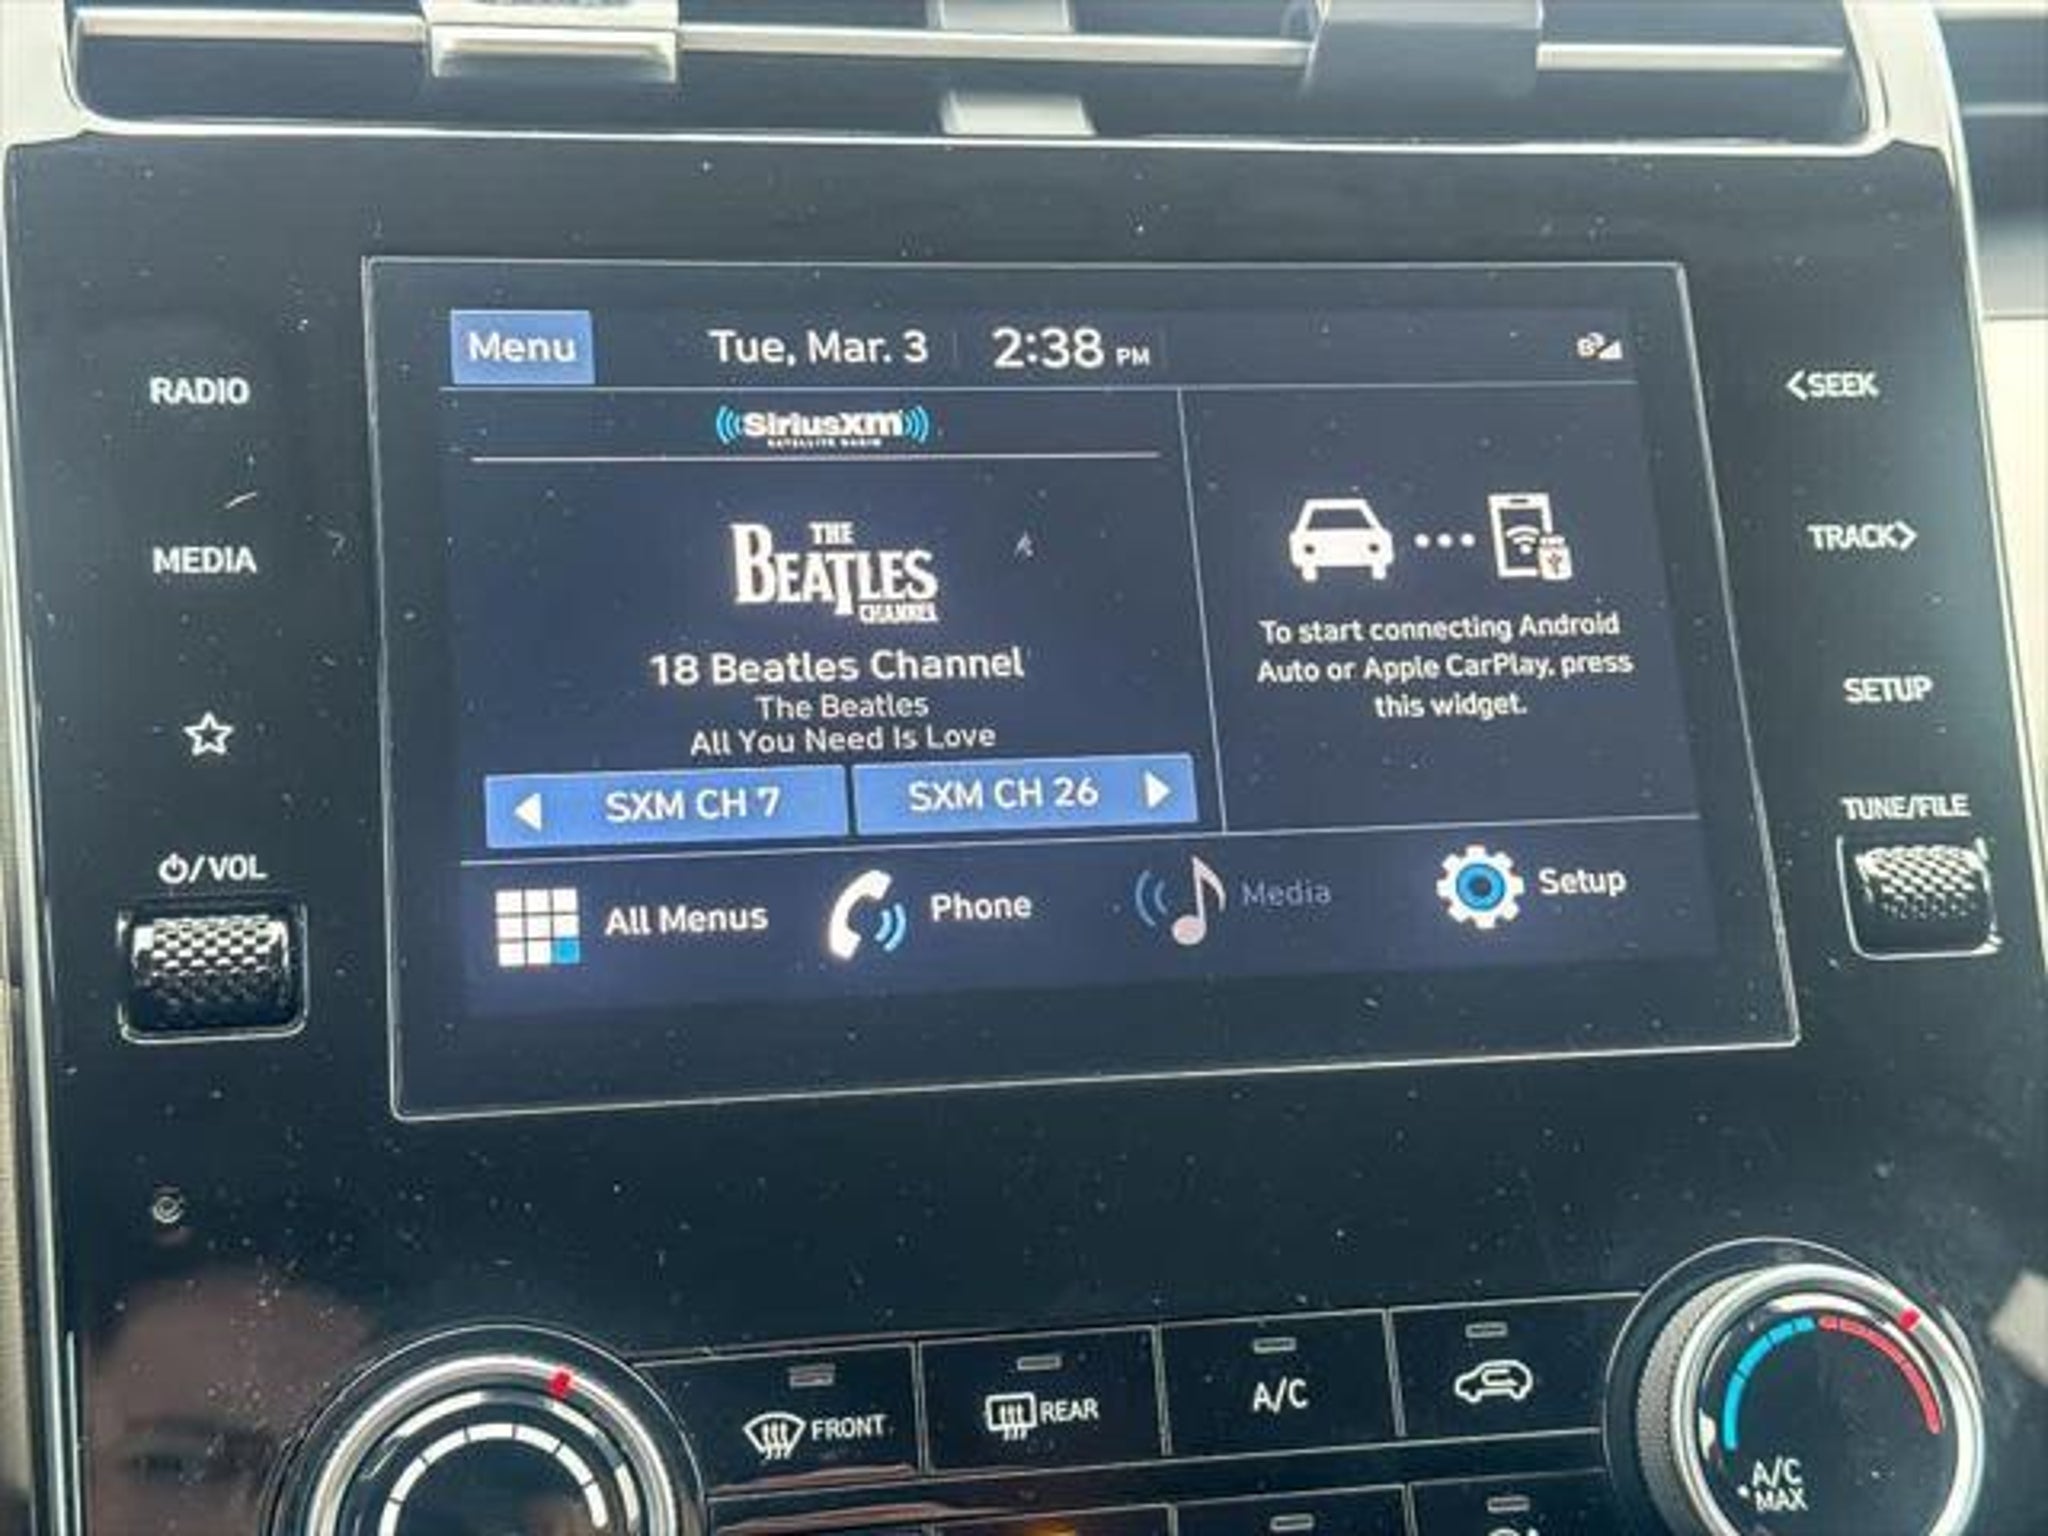 Menu
Tue, Mar. 3
2:38 PM
RADIO
<SEEK
SiriusXM
SATELLITE RADIO
MEDIA
THE
BEATLES
CHANNEL
TRACK>
To start connecting Android
Auto or Apple CarPlay, press
this widget.
18 Beatles Channel
The Beatles
All You Need Is Love
SETUP
SXM CH 7
SXM CH 26
TUNE/FILE
/VOL
All Menus
Phone
Media
Setup
FRONT
REAR
A/C
A/C
MAX